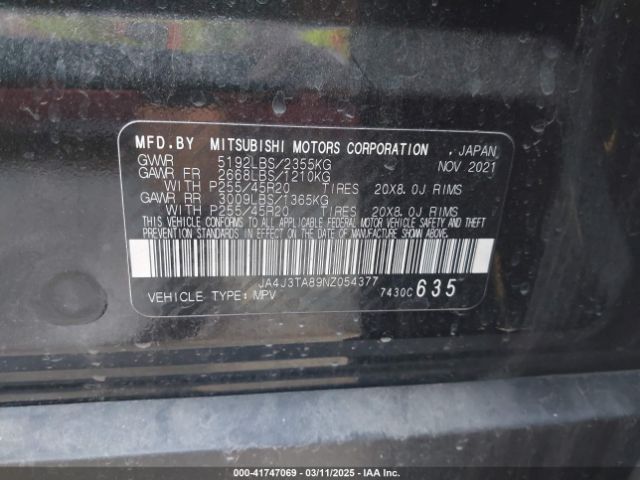 MFD.BY MITSUBISHI MOTORS CORPORATION , JAPAN
GVWR 5192LBS/2355KG NOV 2021
GAWR FR 2668LBS/1210KG
WITH P255/45R20 TIRES 20X8.0J RIMS
GAWR RR 3009LBS/1365KG
WITH P255/45R20 TIRES 20X8.0J RIMS
THIS VEHICLE CONFORMS TO ALL APPLICABLE FEDERAL MOTOR VEHICLE SAFETY AND THEFT
PREVENTION STANDARDS IN EFFECT ON THE DATE OF MANUFACTURE SHOWN ABOVE.
JA4J3TA89NZ054377
VEHICLE TYPE: MPV 7430C 635
000-41747069 — 03/11/2025 — IAA Inc.